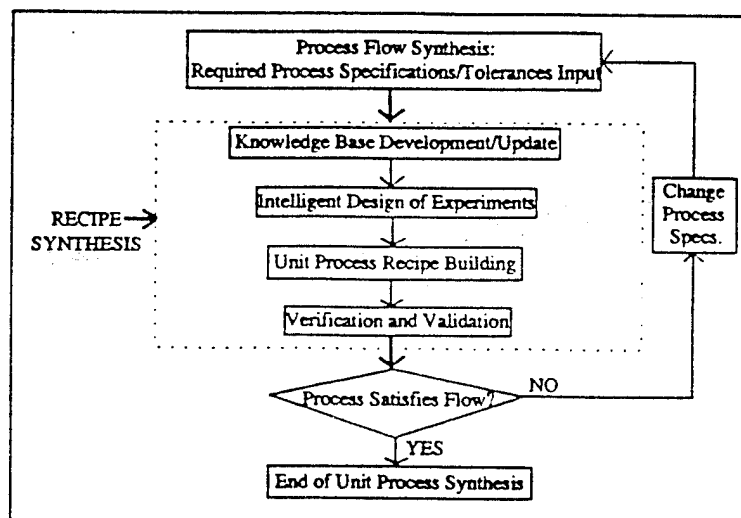 Process Flow Synthesis:
Required Process Specifications/Tolerances Input
Knowledge Base Development/Update
Intelligent Design of Experiments
RECIPE
SYNTHESIS
Unit Process Recipe Building
Verification and Validation
Change
Process
Specs.
Process Satisfies Flow?
NO
YES
End of Unit Process Synthesis